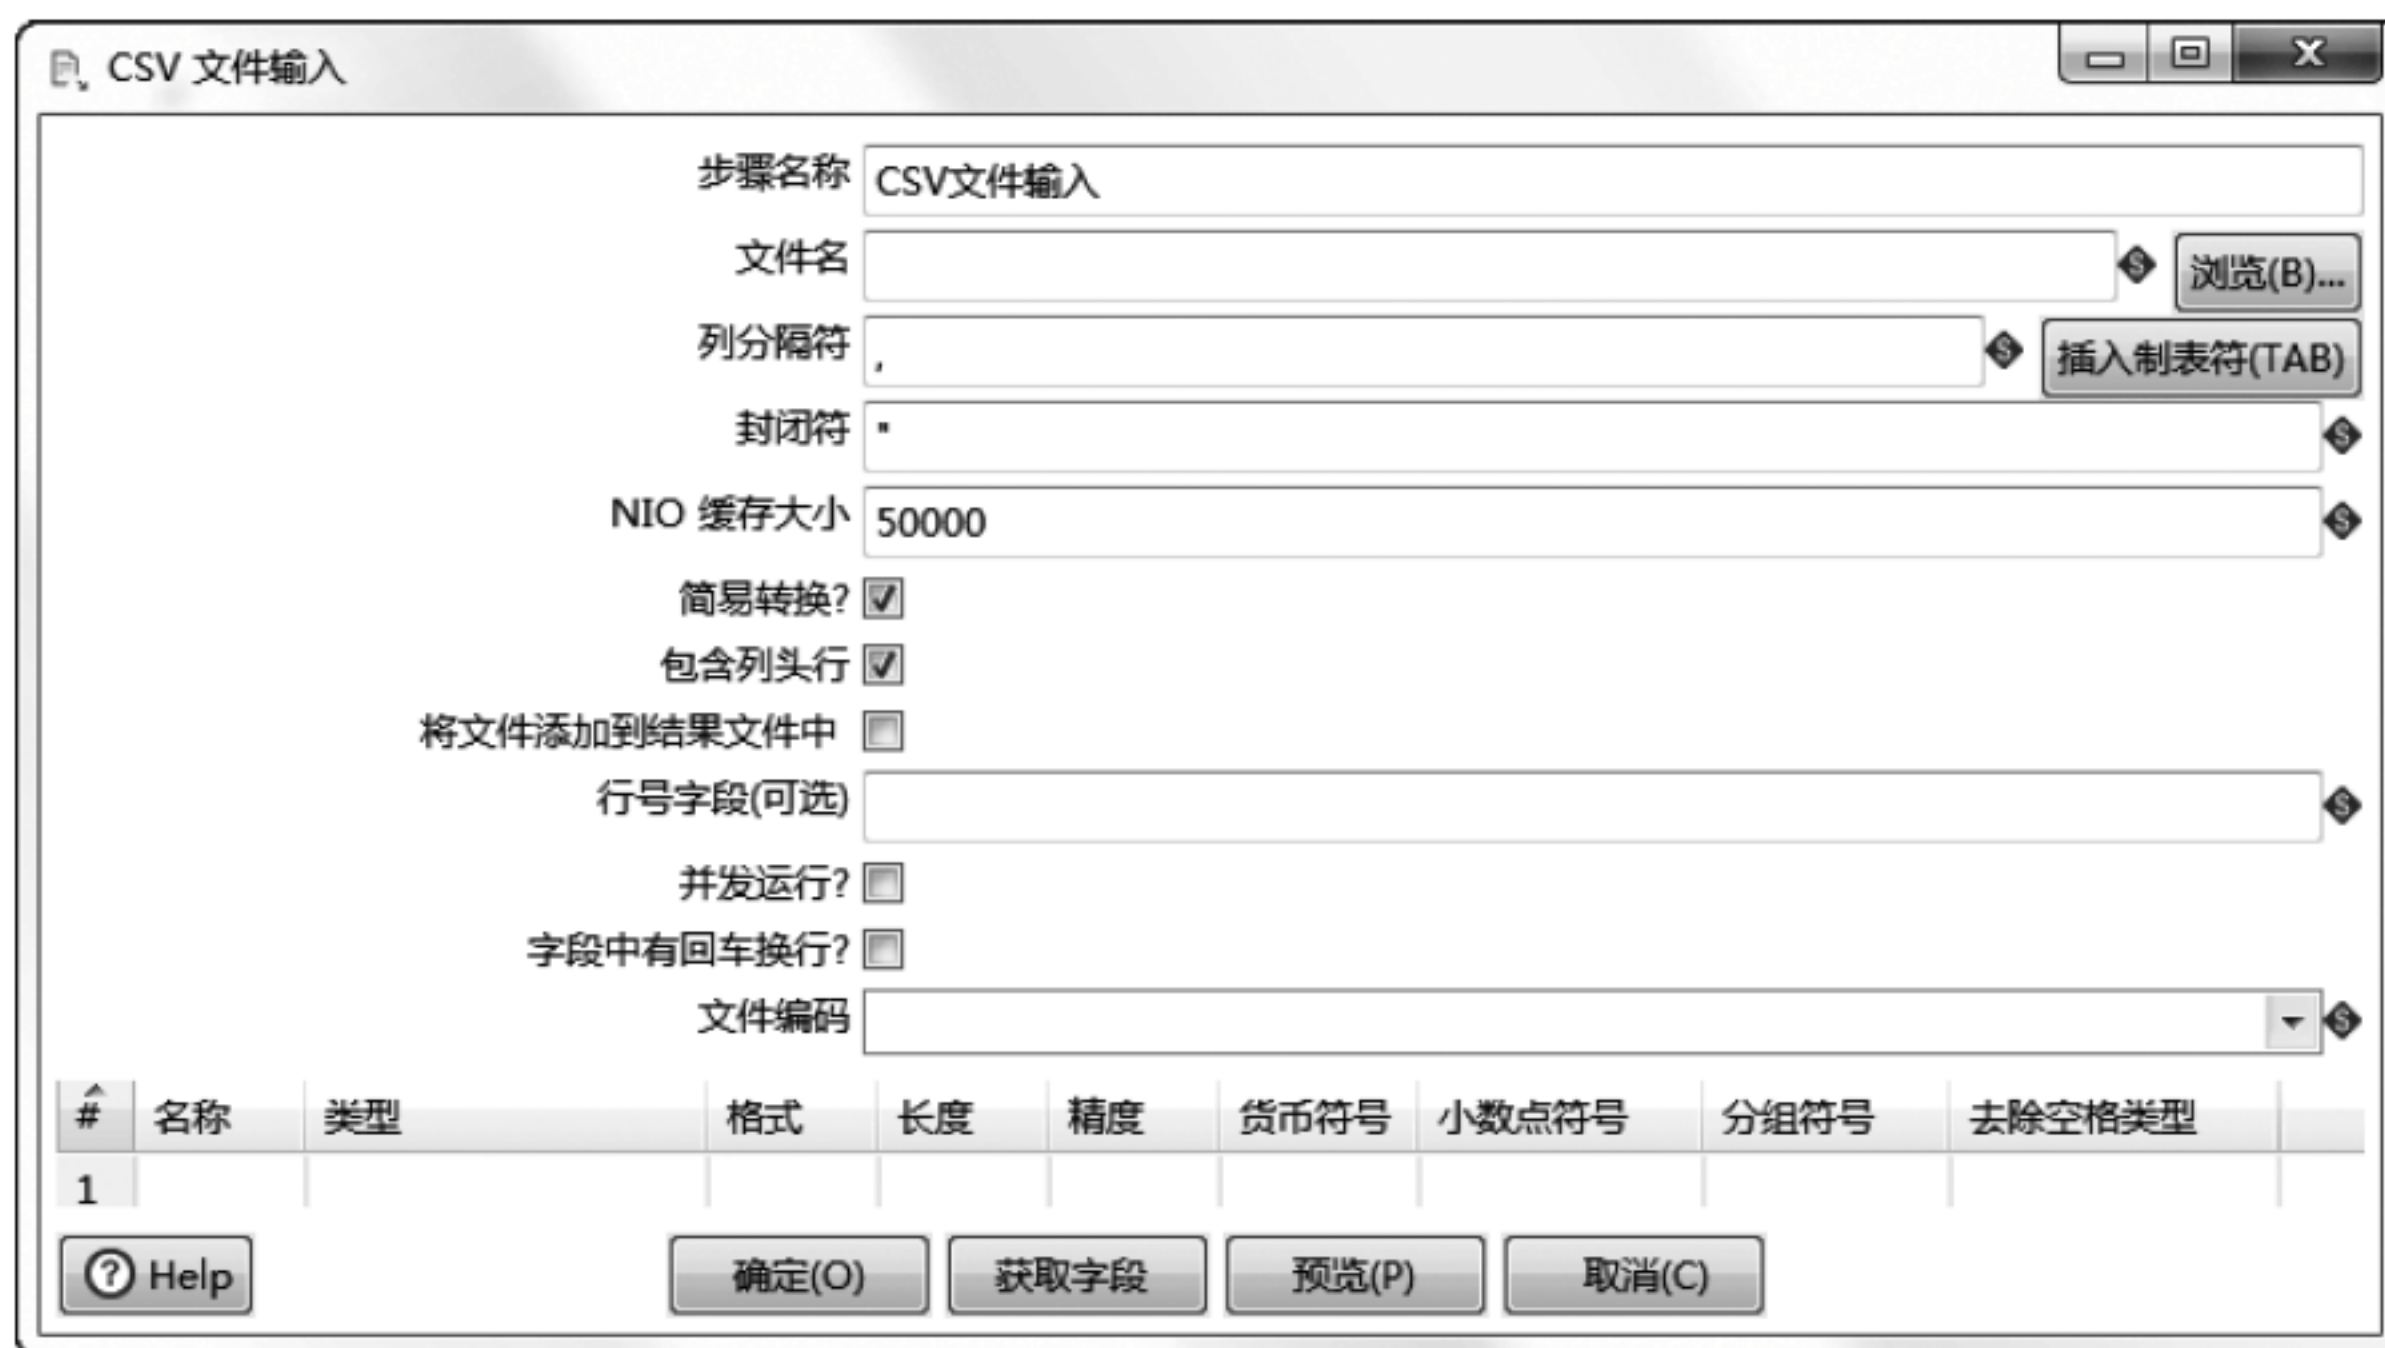 CSV 文件输入
步骤名称 CSV文件输入
文件名 浏览(B)...
列分隔符 , 插入制表符(TAB)
封闭符 "
NIO 缓存大小 50000
简易转换?
包含列头行
将文件添加到结果文件中
行号字段(可选)
并发运行?
字段中有回车换行?
文件编码
# 名称 类型 格式 长度 精度 货币符号 小数点符号 分组符号 去除空格类型
1
Help 确定(O) 获取字段 预览(P) 取消(C)